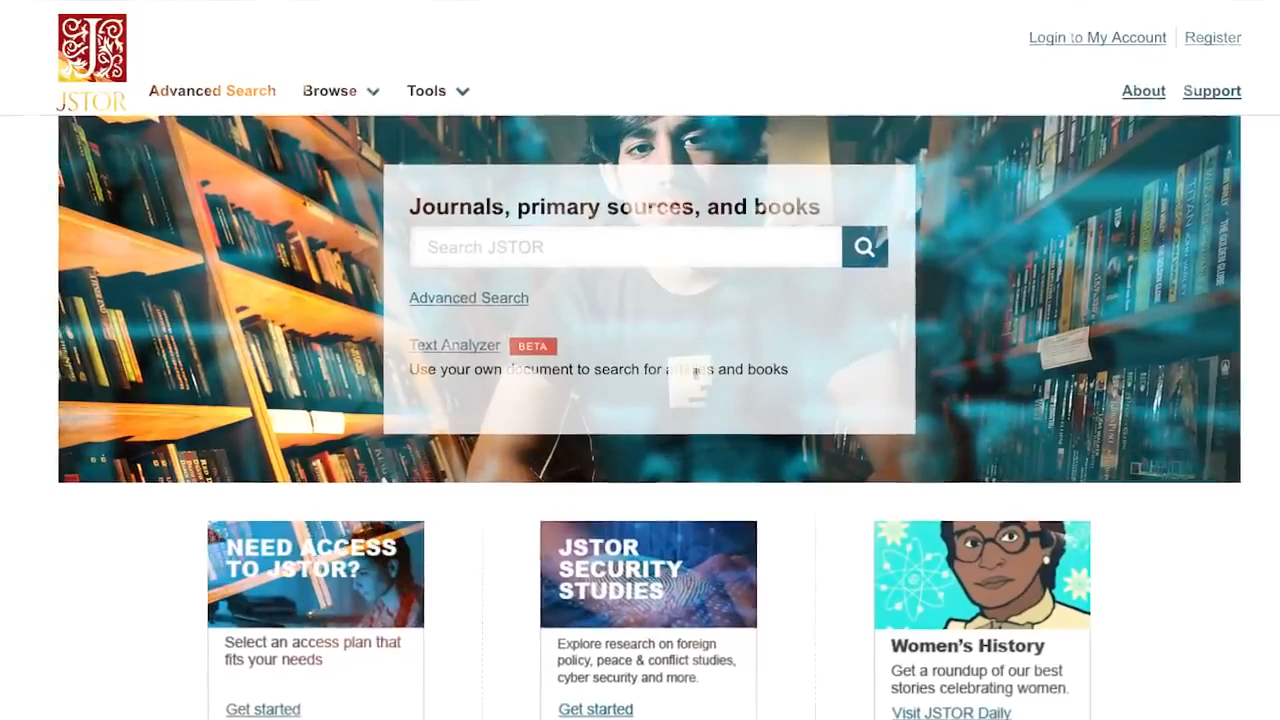 Login to My Account
Register
JSTOR
Advanced Search
Browse
Tools
About
Support
Journals, primary sources, and books
Search JSTOR
Advanced Search
Text Analyzer BETA
Use your own document to search for articles and books
NEED ACCESS
TO JSTOR?
Select an access plan that
fits your needs
Get started
JSTOR
SECURITY
STUDIES
Explore research on foreign
policy, peace & conflict studies,
cyber security and more.
Get started
Women's History
Get a roundup of our best
stories celebrating women.
Visit JSTOR Daily